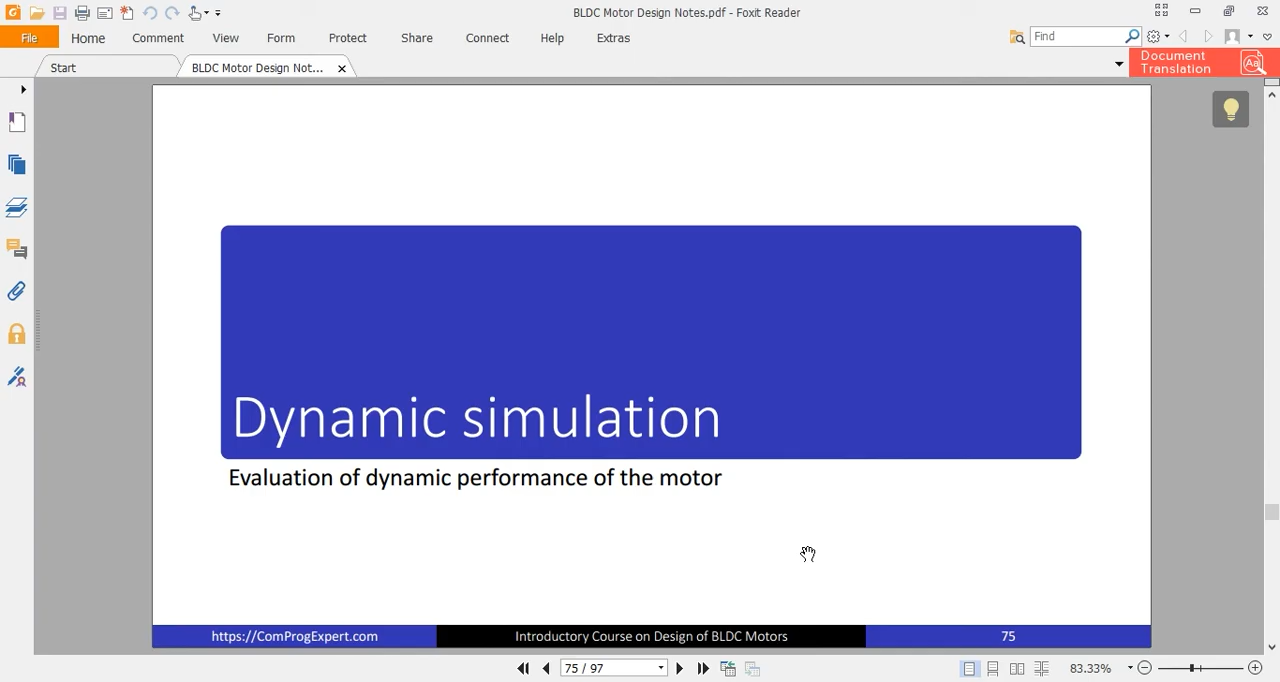 BLDC Motor Design Notes.pdf - Foxit Reader
File Home Comment View Form Protect Share Connect Help Extras Find
Start BLDC Motor Design Not...
Document
Translation
Dynamic simulation
Evaluation of dynamic performance of the motor
https://ComProgExpert.com Introductory Course on Design of BLDC Motors 75
75 / 97 83.33%